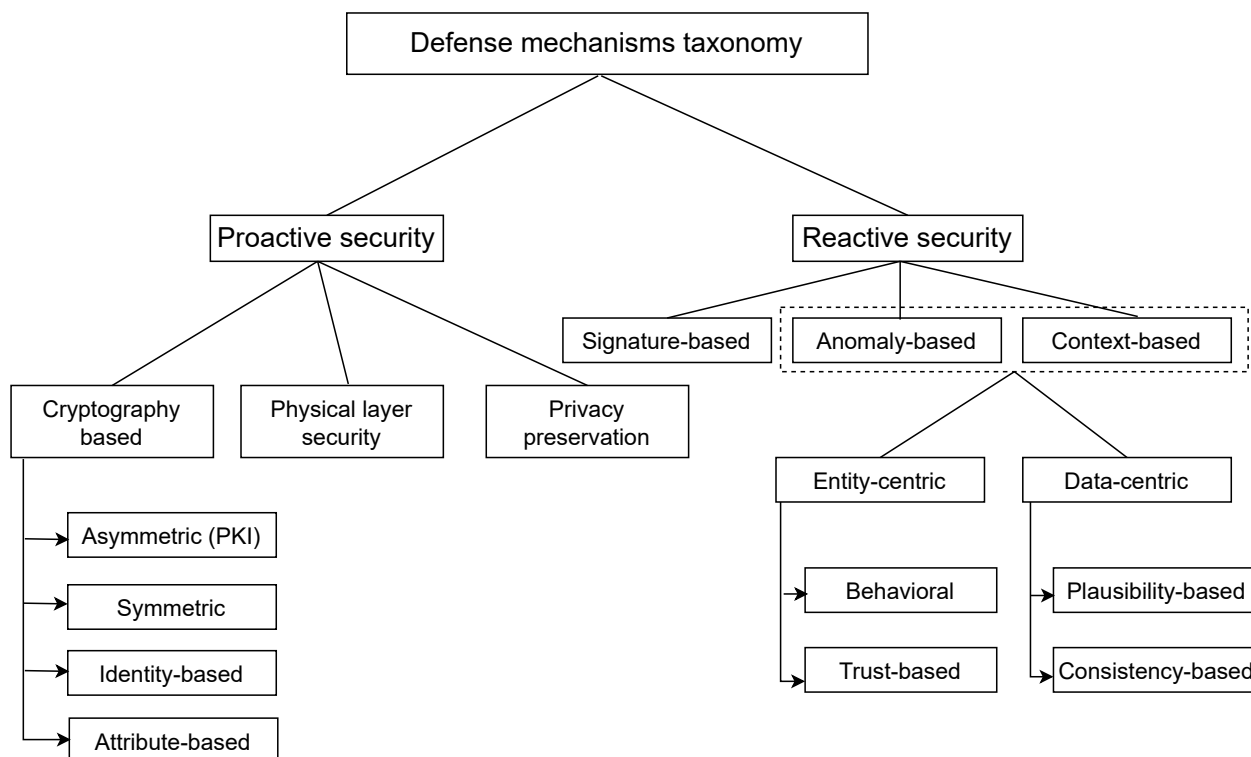 Defense mechanisms taxonomy
Proactive security
Reactive security
Signature-based
Anomaly-based
Context-based
Cryptography
based
Physical layer
security
Privacy
preservation
Entity-centric
Data-centric
Asymmetric (PKI)
Symmetric
Identity-based
Attribute-based
Behavioral
Trust-based
Plausibility-based
Consistency-based